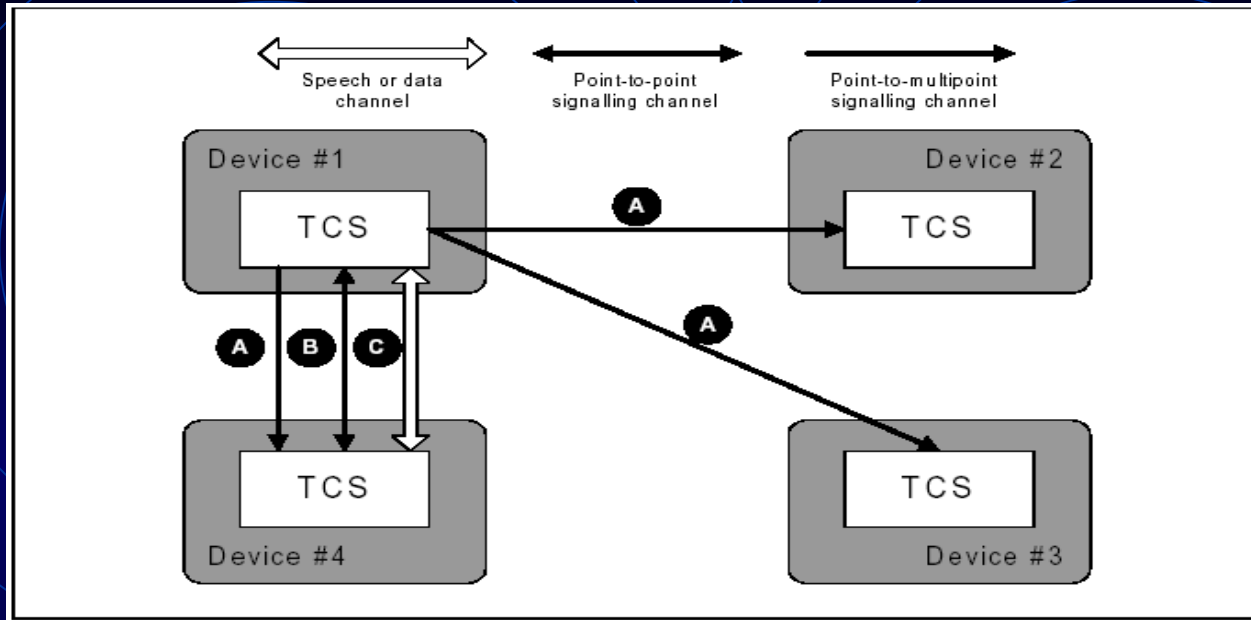 Speech or data
channel
Point-to-point
signalling channel
Point-to-multipoint
signalling channel
Device #1
TCS
Device #2
TCS
A
A
A
B
C
TCS
Device #4
TCS
Device #3